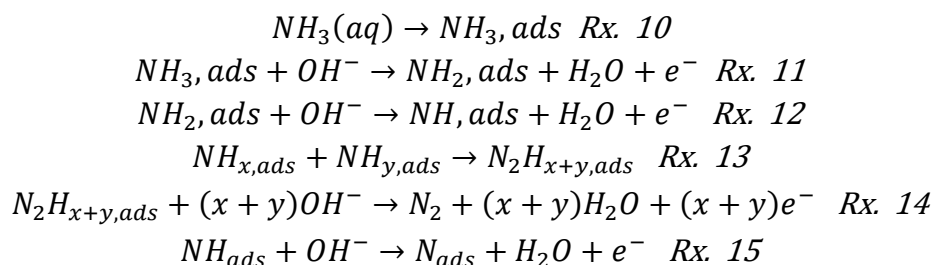 NH₃(aq) → NH₃,ads Rx. 10
NH₃,ads + OH⁻ → NH₂,ads + H₂O + e⁻ Rx. 11
NH₂,ads + OH⁻ → NH,ads + H₂O + e⁻ Rx. 12
NHₓ,ads + NHy,ads → N₂Hx+y,ads Rx. 13
N₂Hx+y,ads + (x + y)OH⁻ → N₂ + (x + y)H₂O + (x + y)e⁻ Rx. 14
NHads + OH⁻ → Nads + H₂O + e⁻ Rx. 15